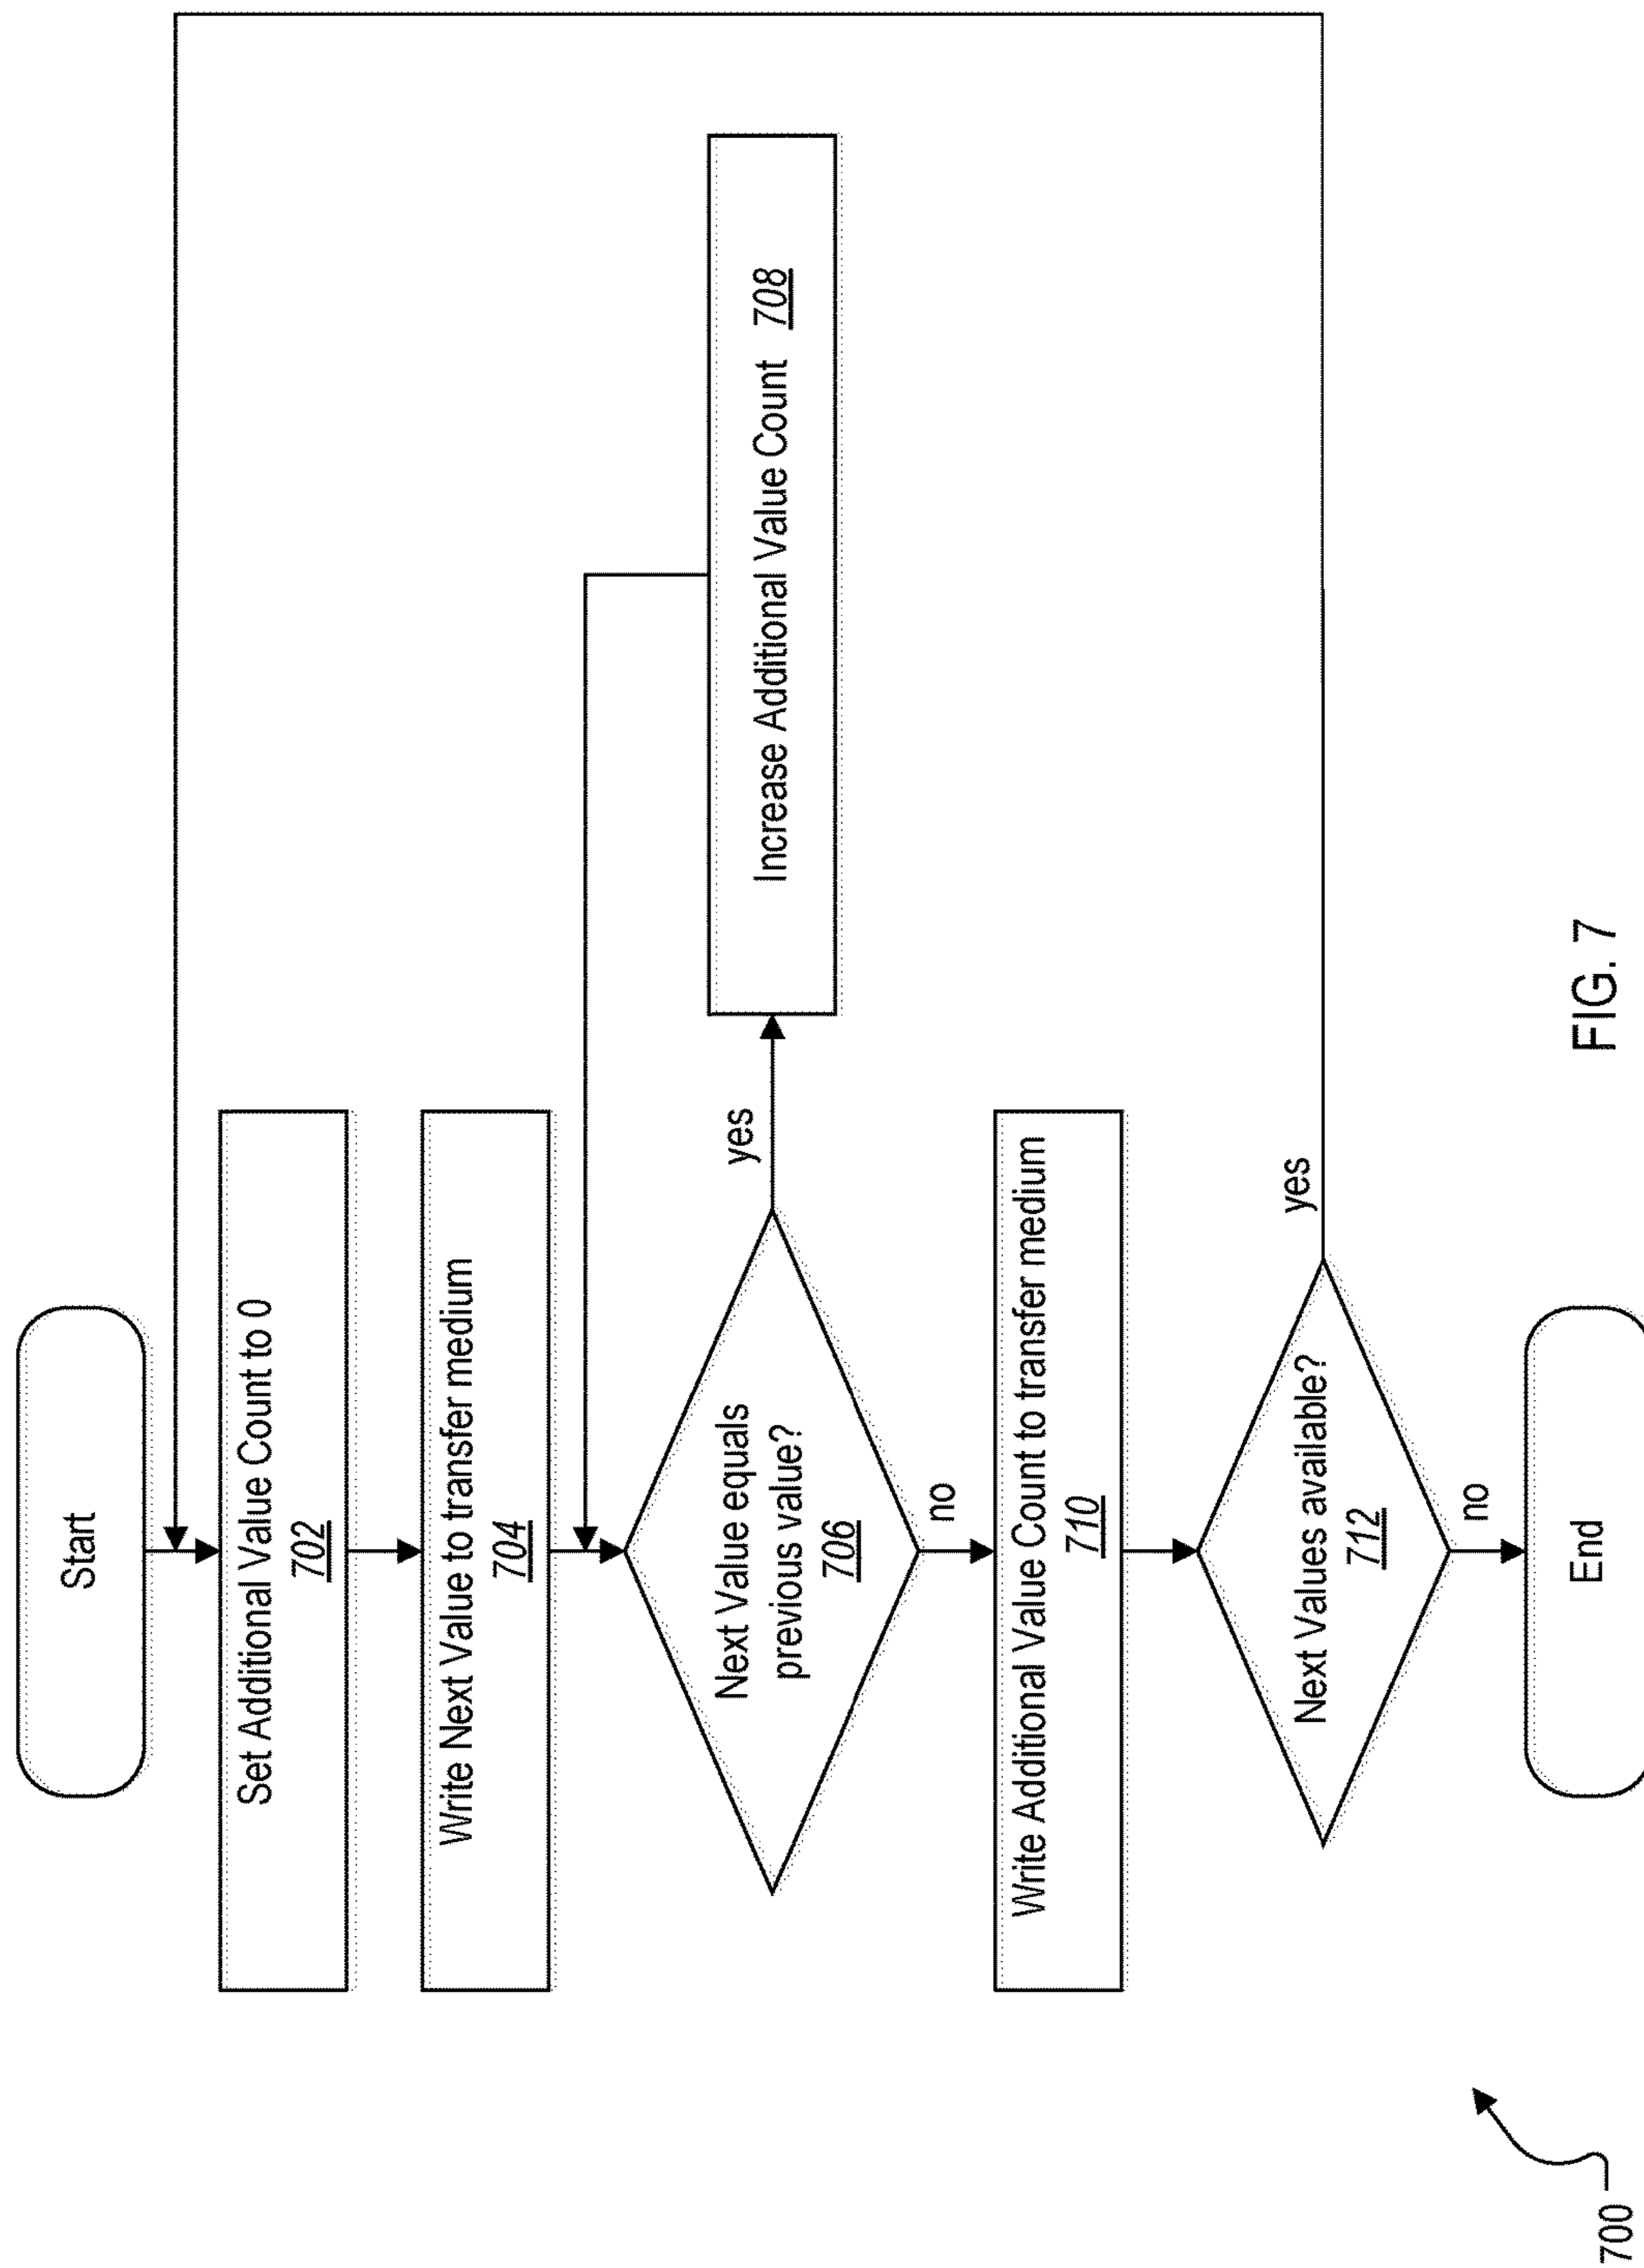 Start
Set Additional Value Count to 0
702
Write Next Value to transfer medium
704
Next Value equals
previous value?
706
yes
Increase Additional Value Count 708
no
Write Additional Value Count to transfer medium
710
Next Values available?
712
yes
no
End
700
FIG. 7